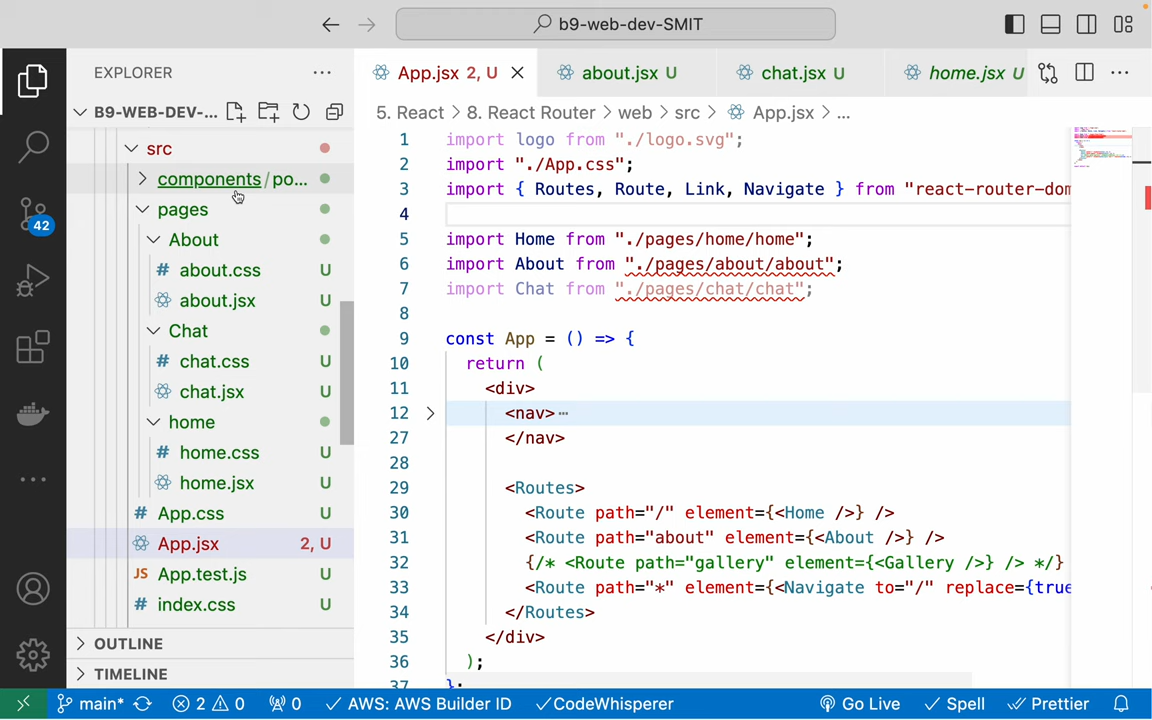 b9-web-dev-SMIT
EXPLORER
B9-WEB-DEV-...
src
components/po...
pages
About
# about.css U
about.jsx U
Chat
# chat.css U
chat.jsx U
home
# home.css U
home.jsx U
# App.css U
App.jsx 2, U
JS App.test.js U
# index.css U
OUTLINE
TIMELINE
42
App.jsx 2, U
about.jsx U
chat.jsx U
home.jsx U
5. React > 8. React Router > web > src > App.jsx > ...
1 import logo from "./logo.svg";
2 import "./App.css";
3 import { Routes, Route, Link, Navigate } from "react-router-dom
4
5 import Home from "./pages/home/home";
6 import About from "./pages/about/about";
7 import Chat from "./pages/chat/chat";
8
9 const App = () => {
10 return (
11 <div>
12 <nav>⋯
27 </nav>
28
29 <Routes>
30 <Route path="/" element={<Home />} />
31 <Route path="about" element={<About />} />
32 {/* <Route path="gallery" element={<Gallery />} /> */}
33 <Route path="*" element={<Navigate to="/" replace={true
34 </Routes>
35 </div>
36 );
37 };
main* 2 0 0 AWS: AWS Builder ID CodeWhisperer Go Live Spell Prettier